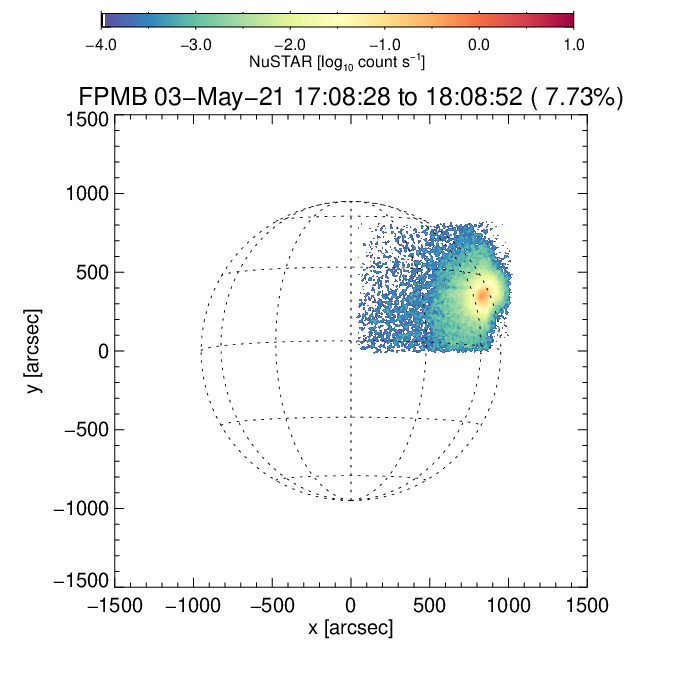 −4.0 −3.0 −2.0 −1.0 0.0 1.0
NuSTAR [log₁₀ count s⁻¹]
FPMB 03−May−21 17:08:28 to 18:08:52 ( 7.73%)
1500
1000
500
0
−500
−1000
−1500
y [arcsec]
−1500 −1000 −500 0 500 1000 1500
x [arcsec]